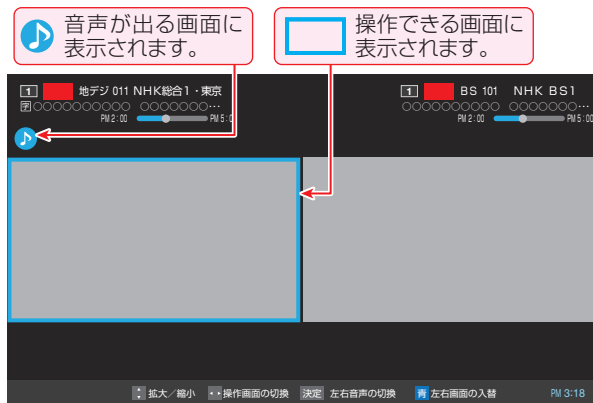 音声が出る画面に
表示されます。
操作できる画面に
表示されます。
1 地デジ 011 NHK総合1・東京
字○○○○○○○○○○ ○○○○○○○…
PM 2:00 PM 5:0
1 BS 101 NHK BS1
○○○○○○○○○○ ○○○○○○○…
PM 2:00 PM 5:00
拡大／縮小 操作画面の切換 決定 左右音声の切換 青 左右画面の入替 PM 3:18